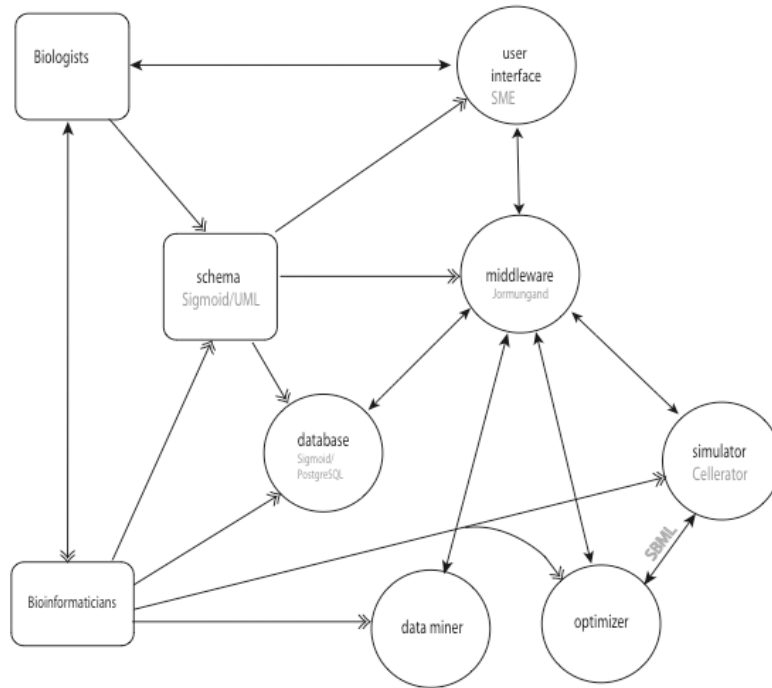 Biologists
user
interface
SME
schema
Sigmoid/UML
middleware
Jormungand
database
Sigmoid/
PostgreSQL
simulator
Cellerator
SBML
Bioinformaticians
data miner
optimizer